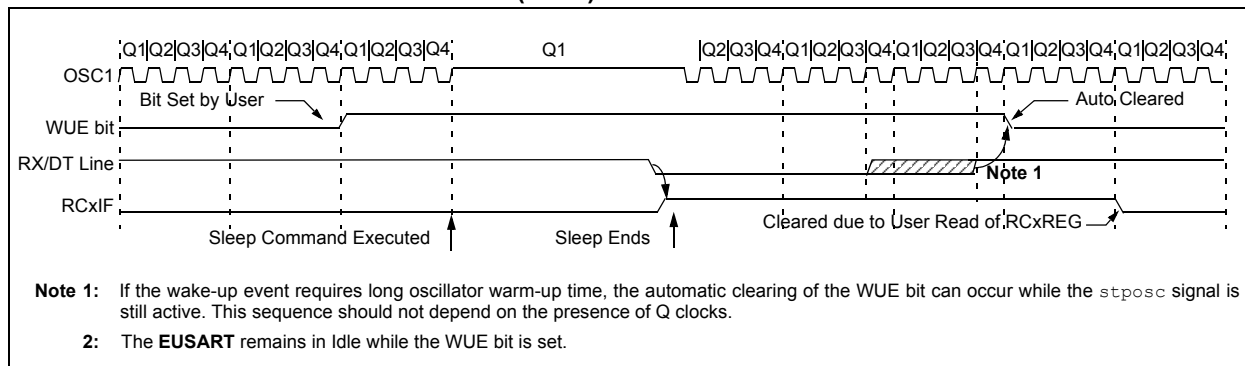 Q1|Q2|Q3|Q4|Q1|Q2|Q3|Q4|Q1|Q2|Q3|Q4 Q1 |Q2|Q3|Q4|Q1|Q2|Q3|Q4|Q1|Q2|Q3|Q4|Q1|Q2|Q3|Q4|Q1|Q2|Q3|Q4
OSC1
Bit Set by User Auto Cleared
WUE bit
RX/DT Line
Note 1
RCxIF
Cleared due to User Read of RCxREG
Sleep Command Executed Sleep Ends
Note 1: If the wake-up event requires long oscillator warm-up time, the automatic clearing of the WUE bit can occur while the stposc signal is
still active. This sequence should not depend on the presence of Q clocks.
2: The EUSART remains in Idle while the WUE bit is set.